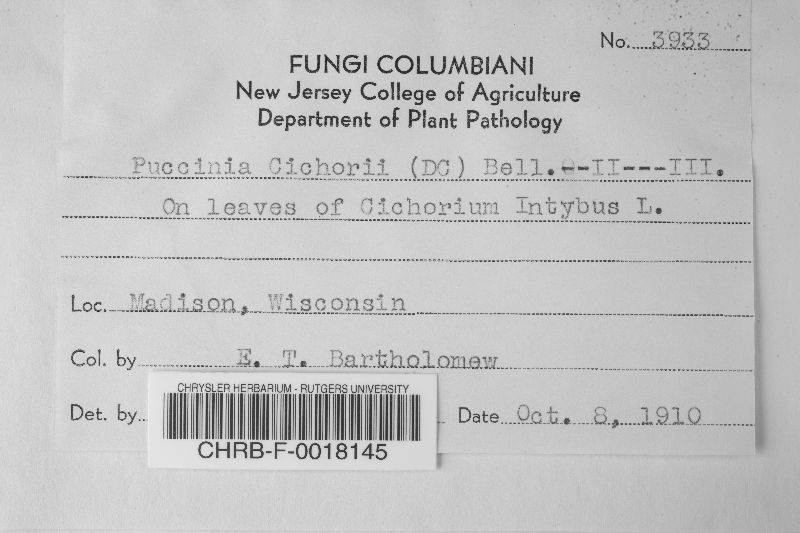 No. 3933
FUNGI COLUMBIANI
New Jersey College of Agriculture
Department of Plant Pathology
Puccinia Cichorii (DC) Bell.--II---III.
On leaves of Cichorium Intybus L.
Loc. Madison, Wisconsin
Col. by E. T. Bartholomew
Det. by
Date Oct. 8, 1910
CHRYSLER HERBARIUM - RUTGERS UNIVERSITY
CHRB-F-0018145